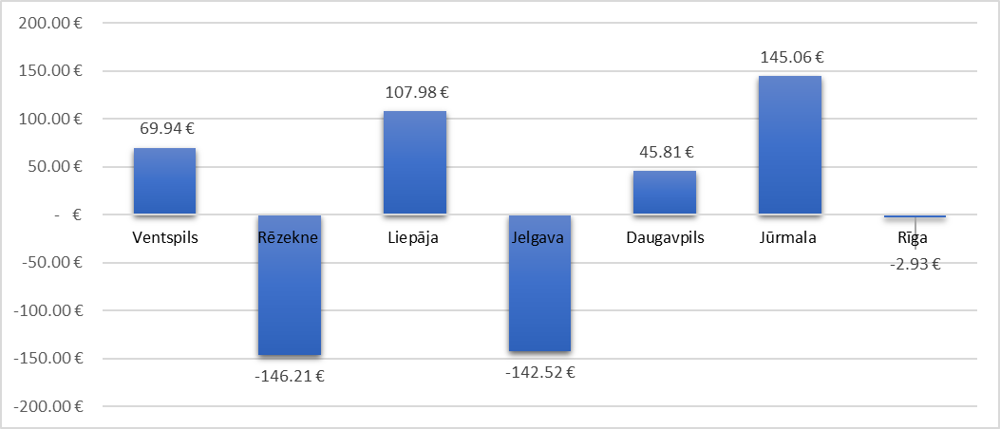 200.00 €
150.00 €
100.00 €
50.00 €
- €
-50.00 €
-100.00 €
-150.00 €
-200.00 €
69.94 €
-146.21 €
107.98 €
-142.52 €
45.81 €
145.06 €
-2.93 €
Ventspils
Rēzekne
Liepāja
Jelgava
Daugavpils
Jūrmala
Rīga